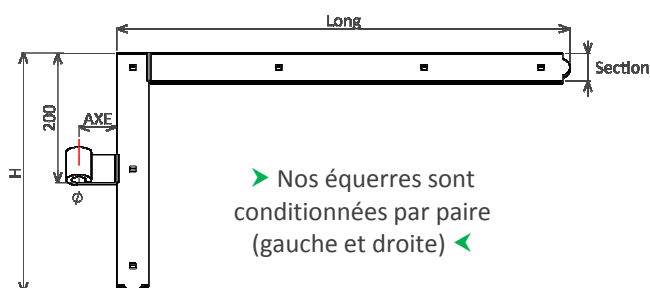 Long
Section
200
AXE
H
Ø
➤ Nos équerres sont
conditionnées par paire
(gauche et droite) ➤